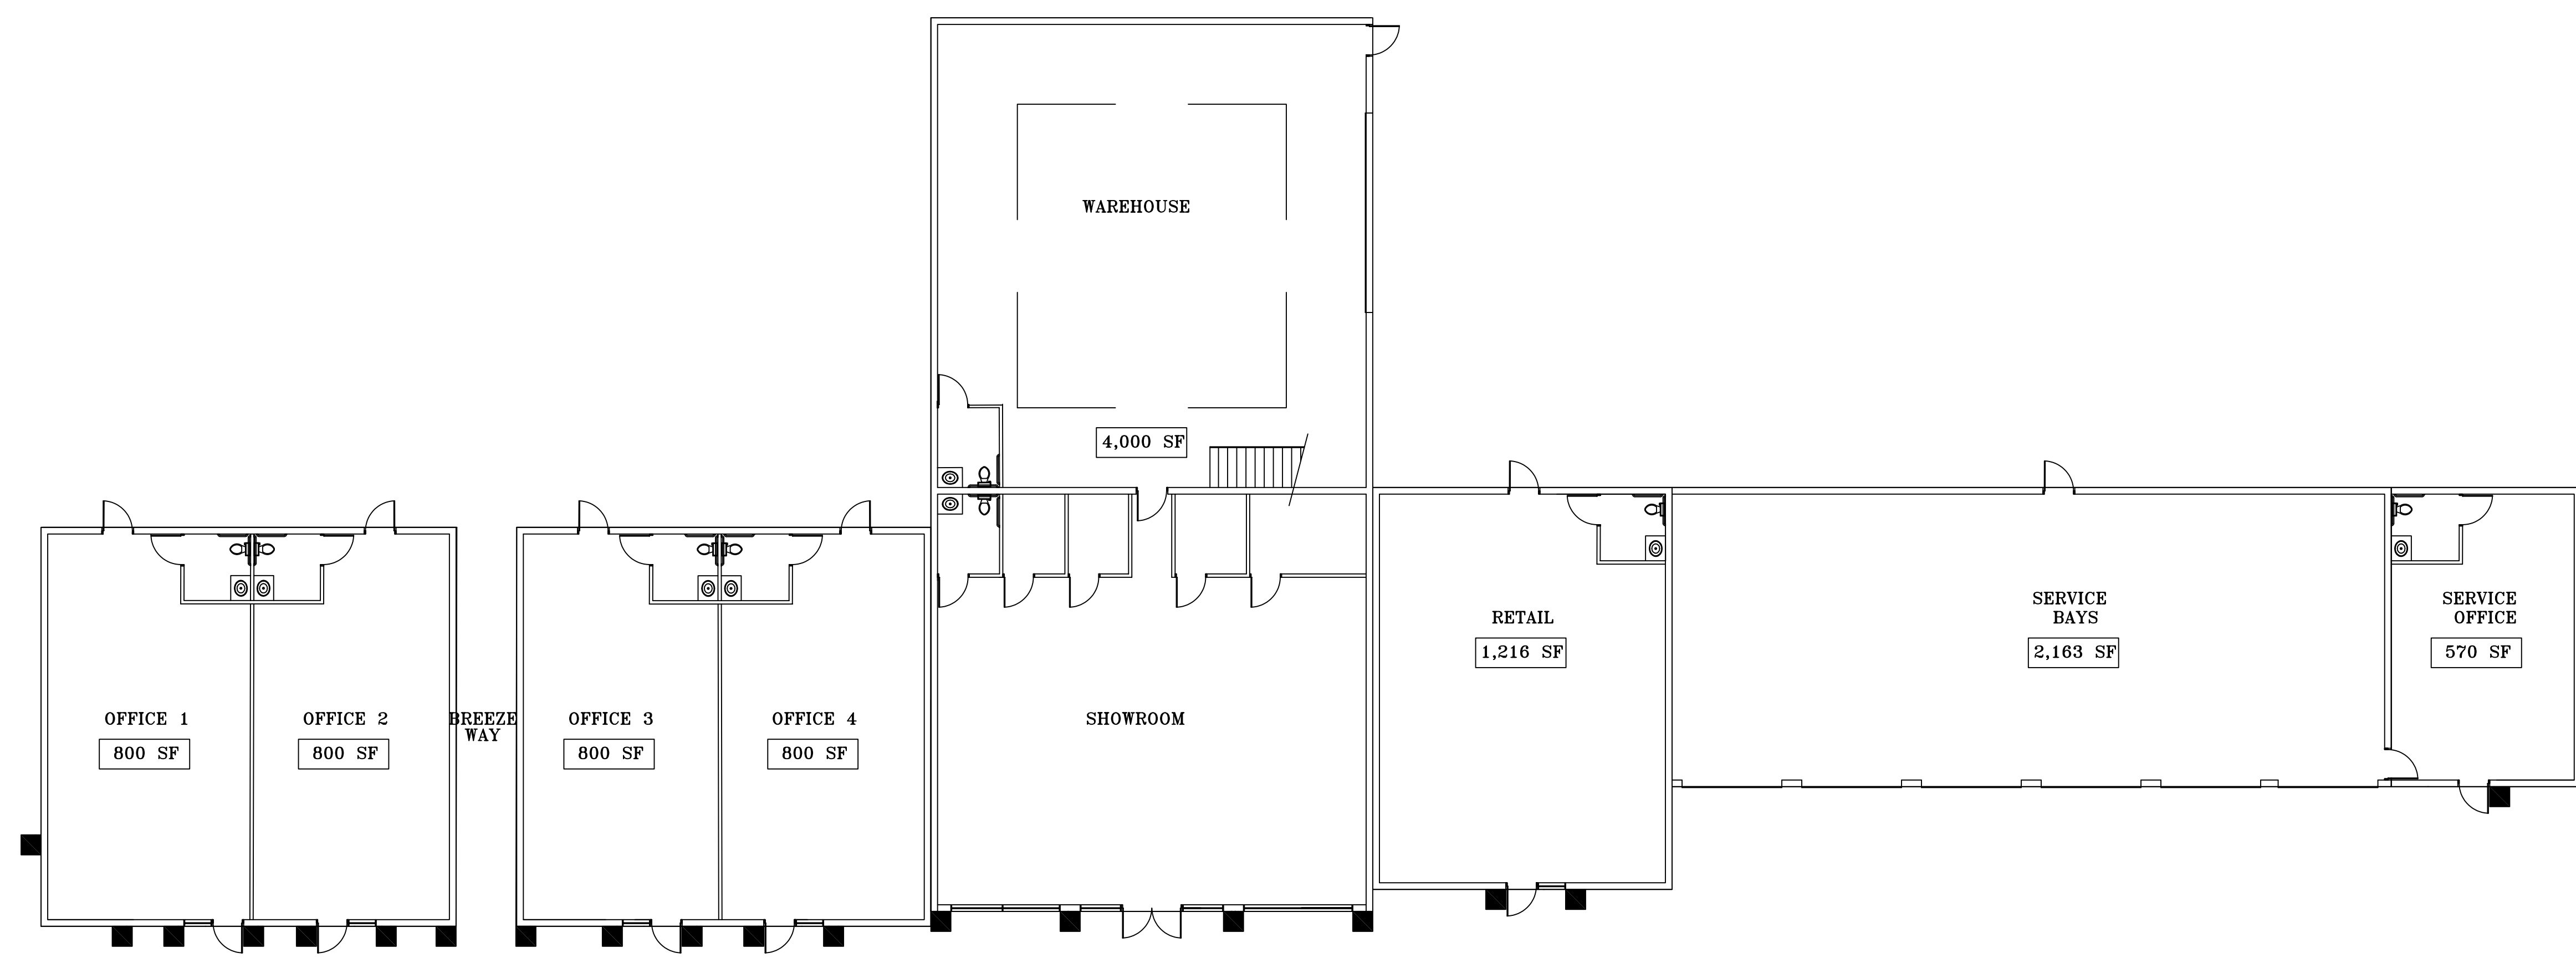 WAREHOUSE
4,000 SF
SERVICE
BAYS
2,163 SF
SERVICE
OFFICE
570 SF
RETAIL
1,216 SF
OFFICE 1
800 SF
OFFICE 2
800 SF
BREEZE
WAY
OFFICE 3
800 SF
OFFICE 4
800 SF
SHOWROOM